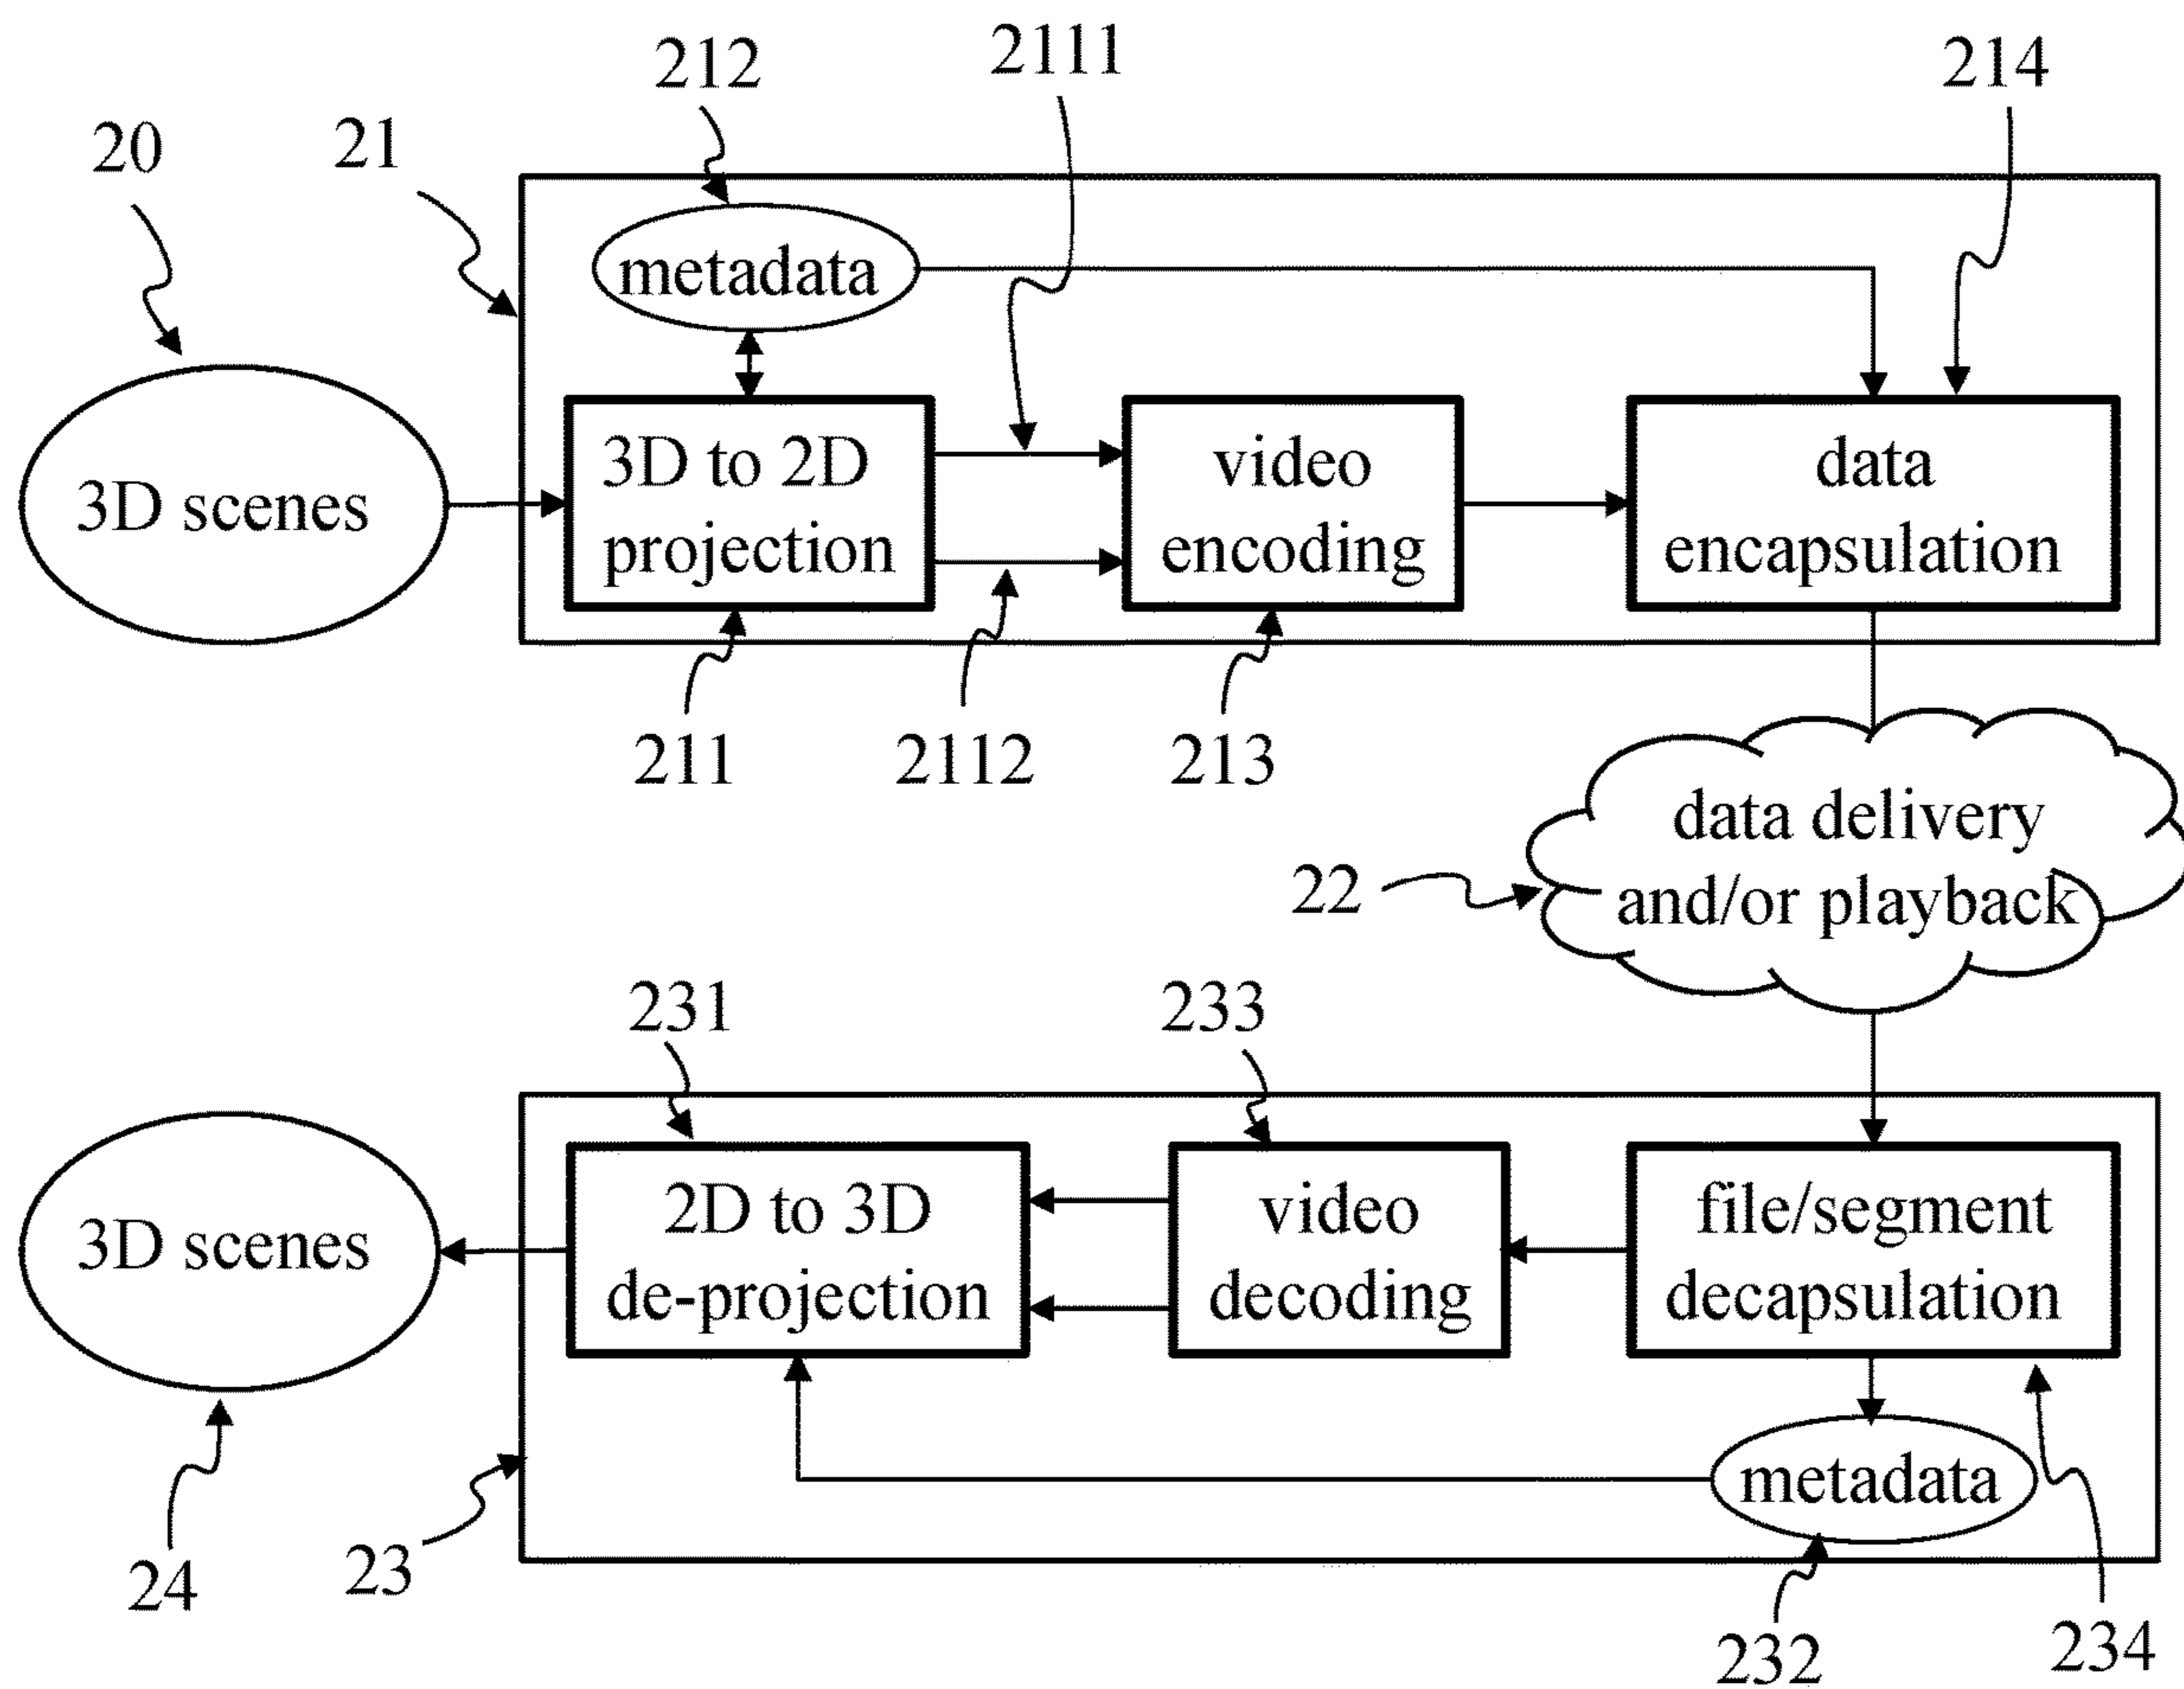 2111
212
214
20
21
metadata
3D scenes
3D to 2D
projection
video
encoding
data
encapsulation
211
2112
213
data delivery
and/or playback
22
231
233
3D scenes
2D to 3D
de-projection
video
decoding
file/segment
decapsulation
metadata
24
23
232
234